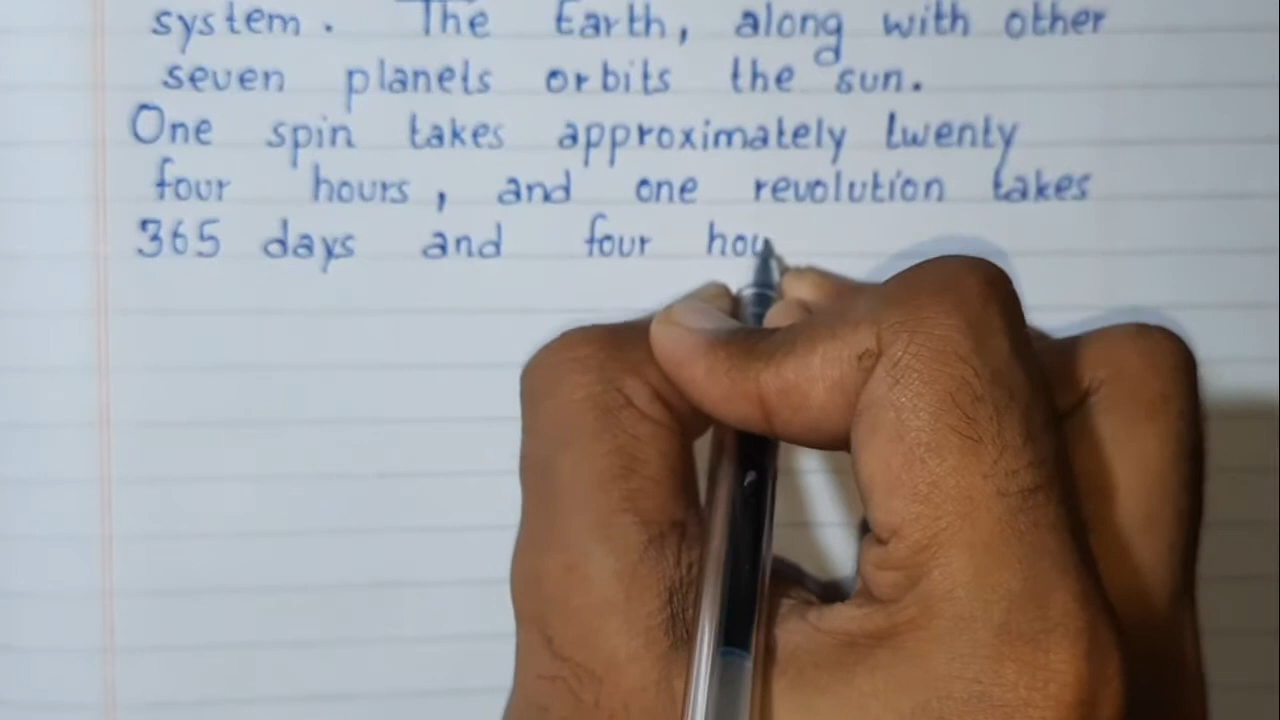 system. The Earth, along with other
seven planets orbits the sun.
One spin takes approximately twenty
four hours, and one revolution takes
365 days and four hou